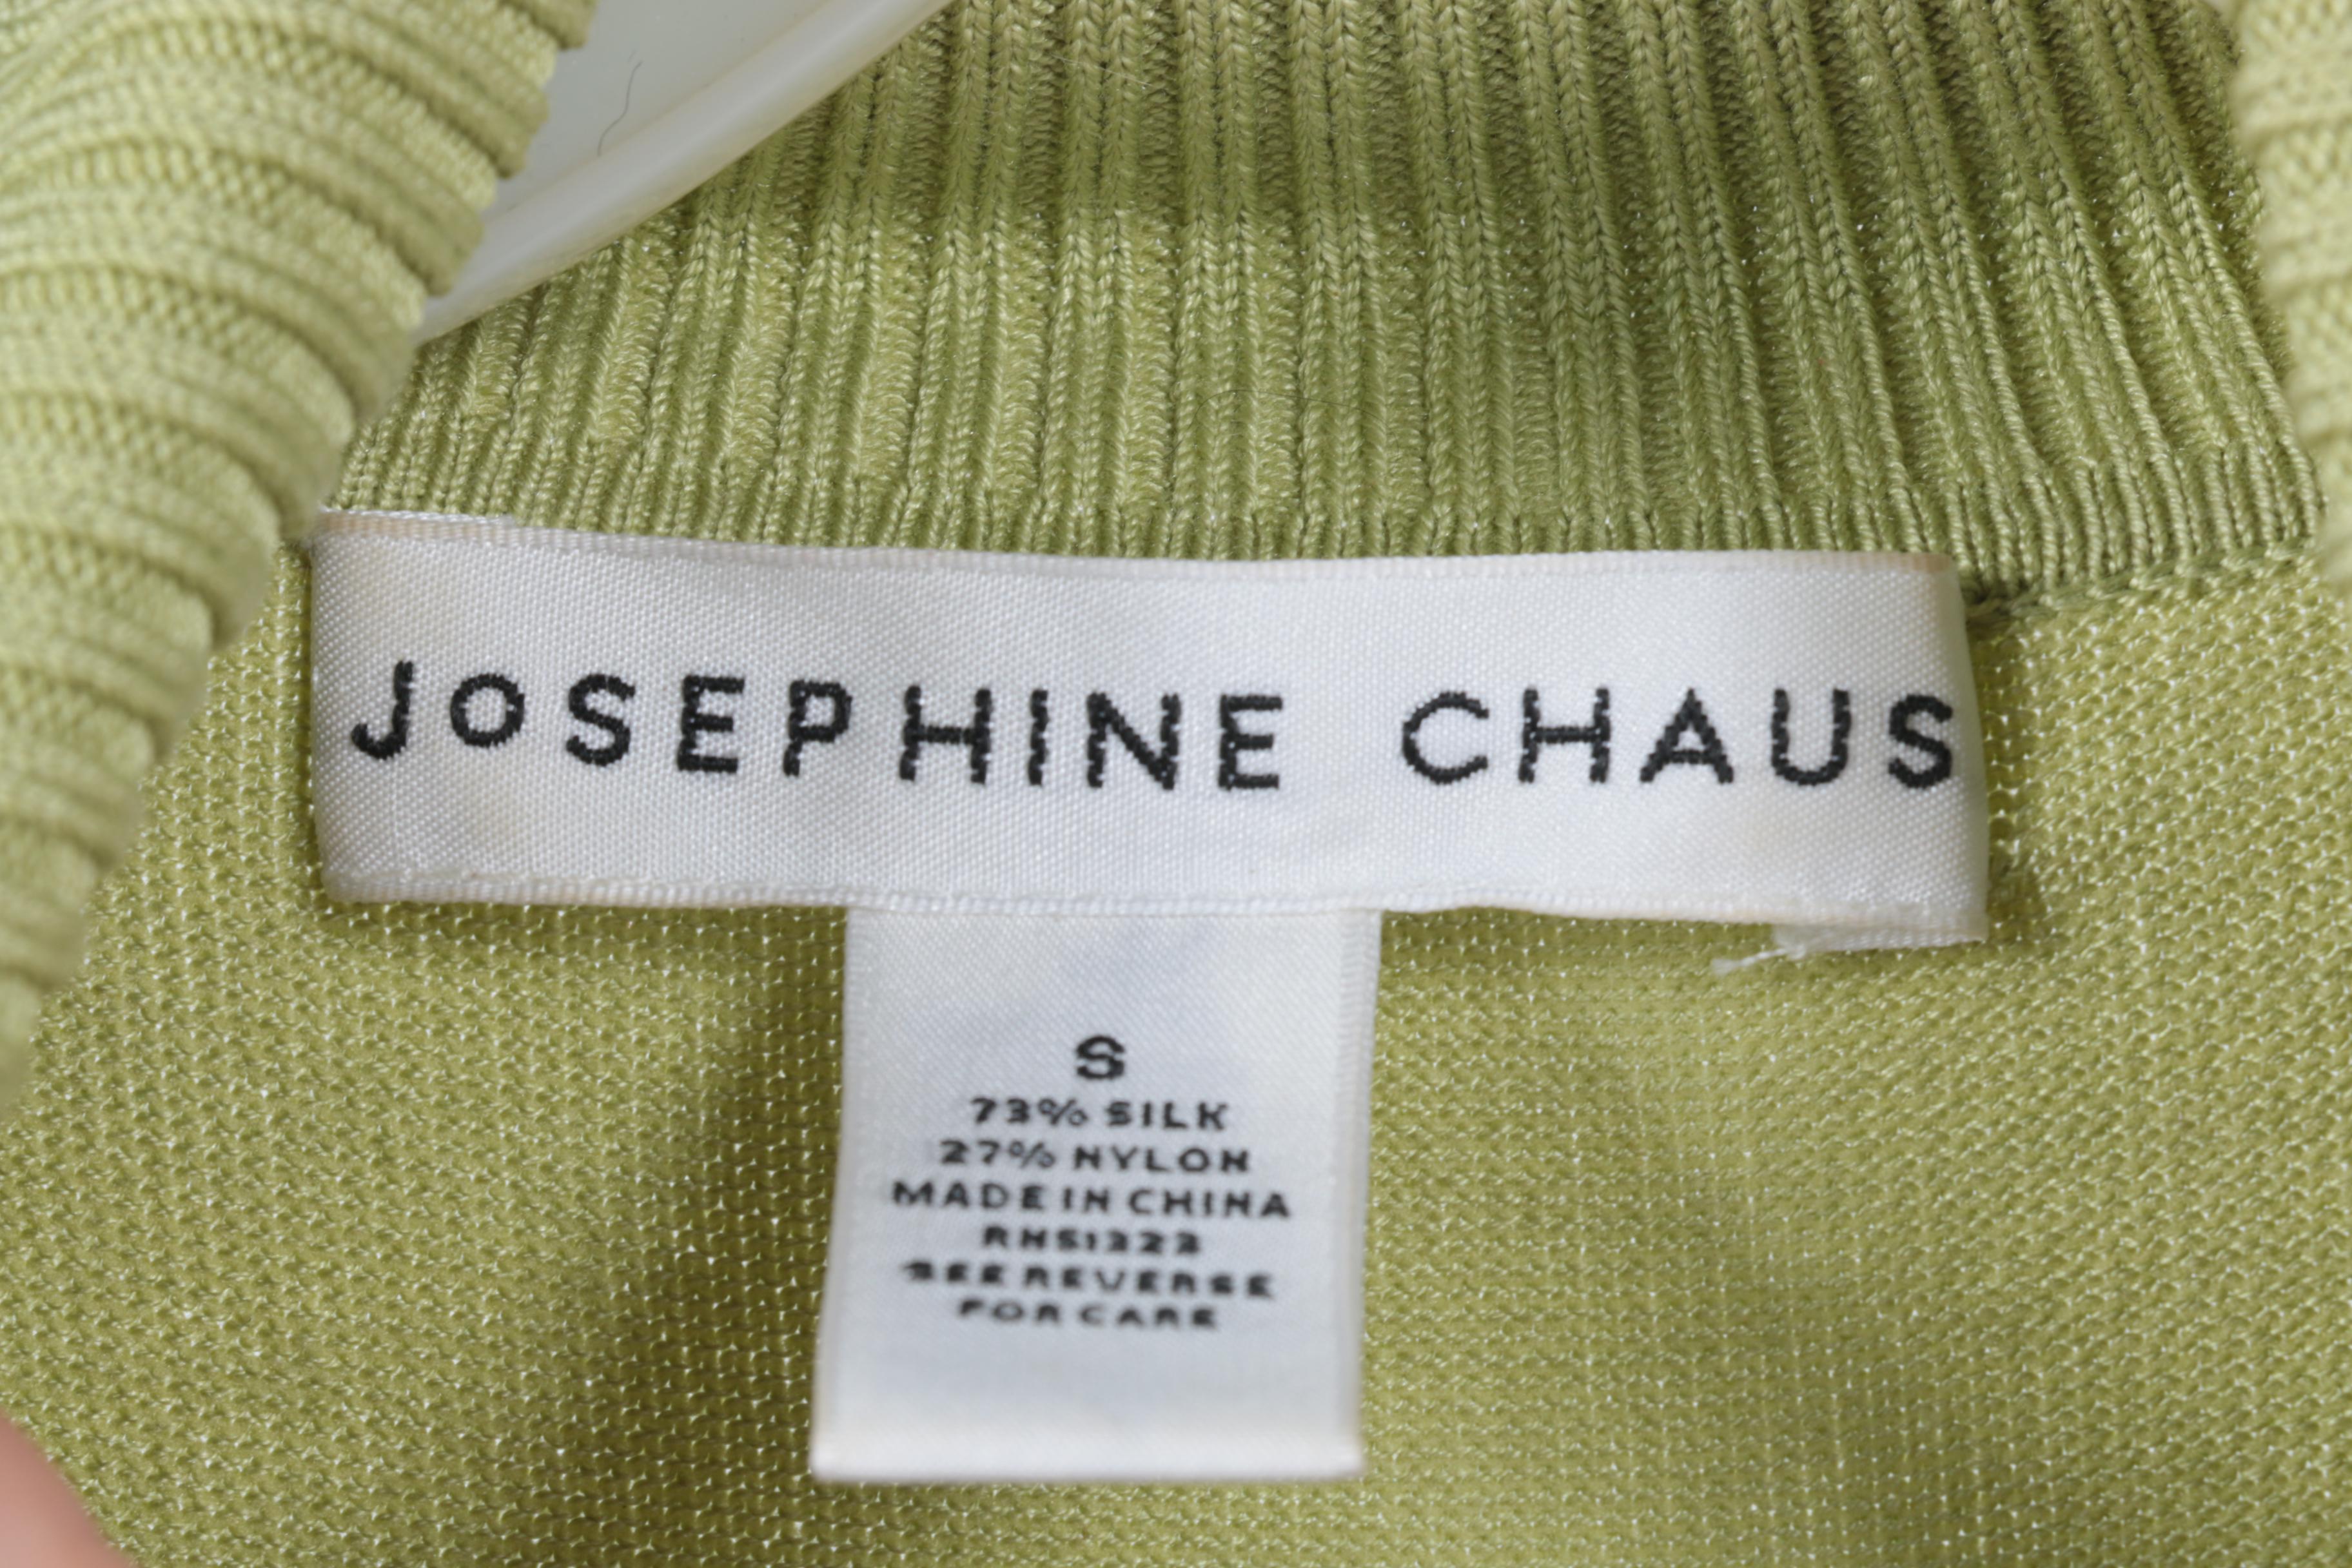 JOSEPHINE CHAUS
S
73% SILK
27% NYLON
MADE IN CHINA
RN51323
SEE REVERSE
FOR CARE